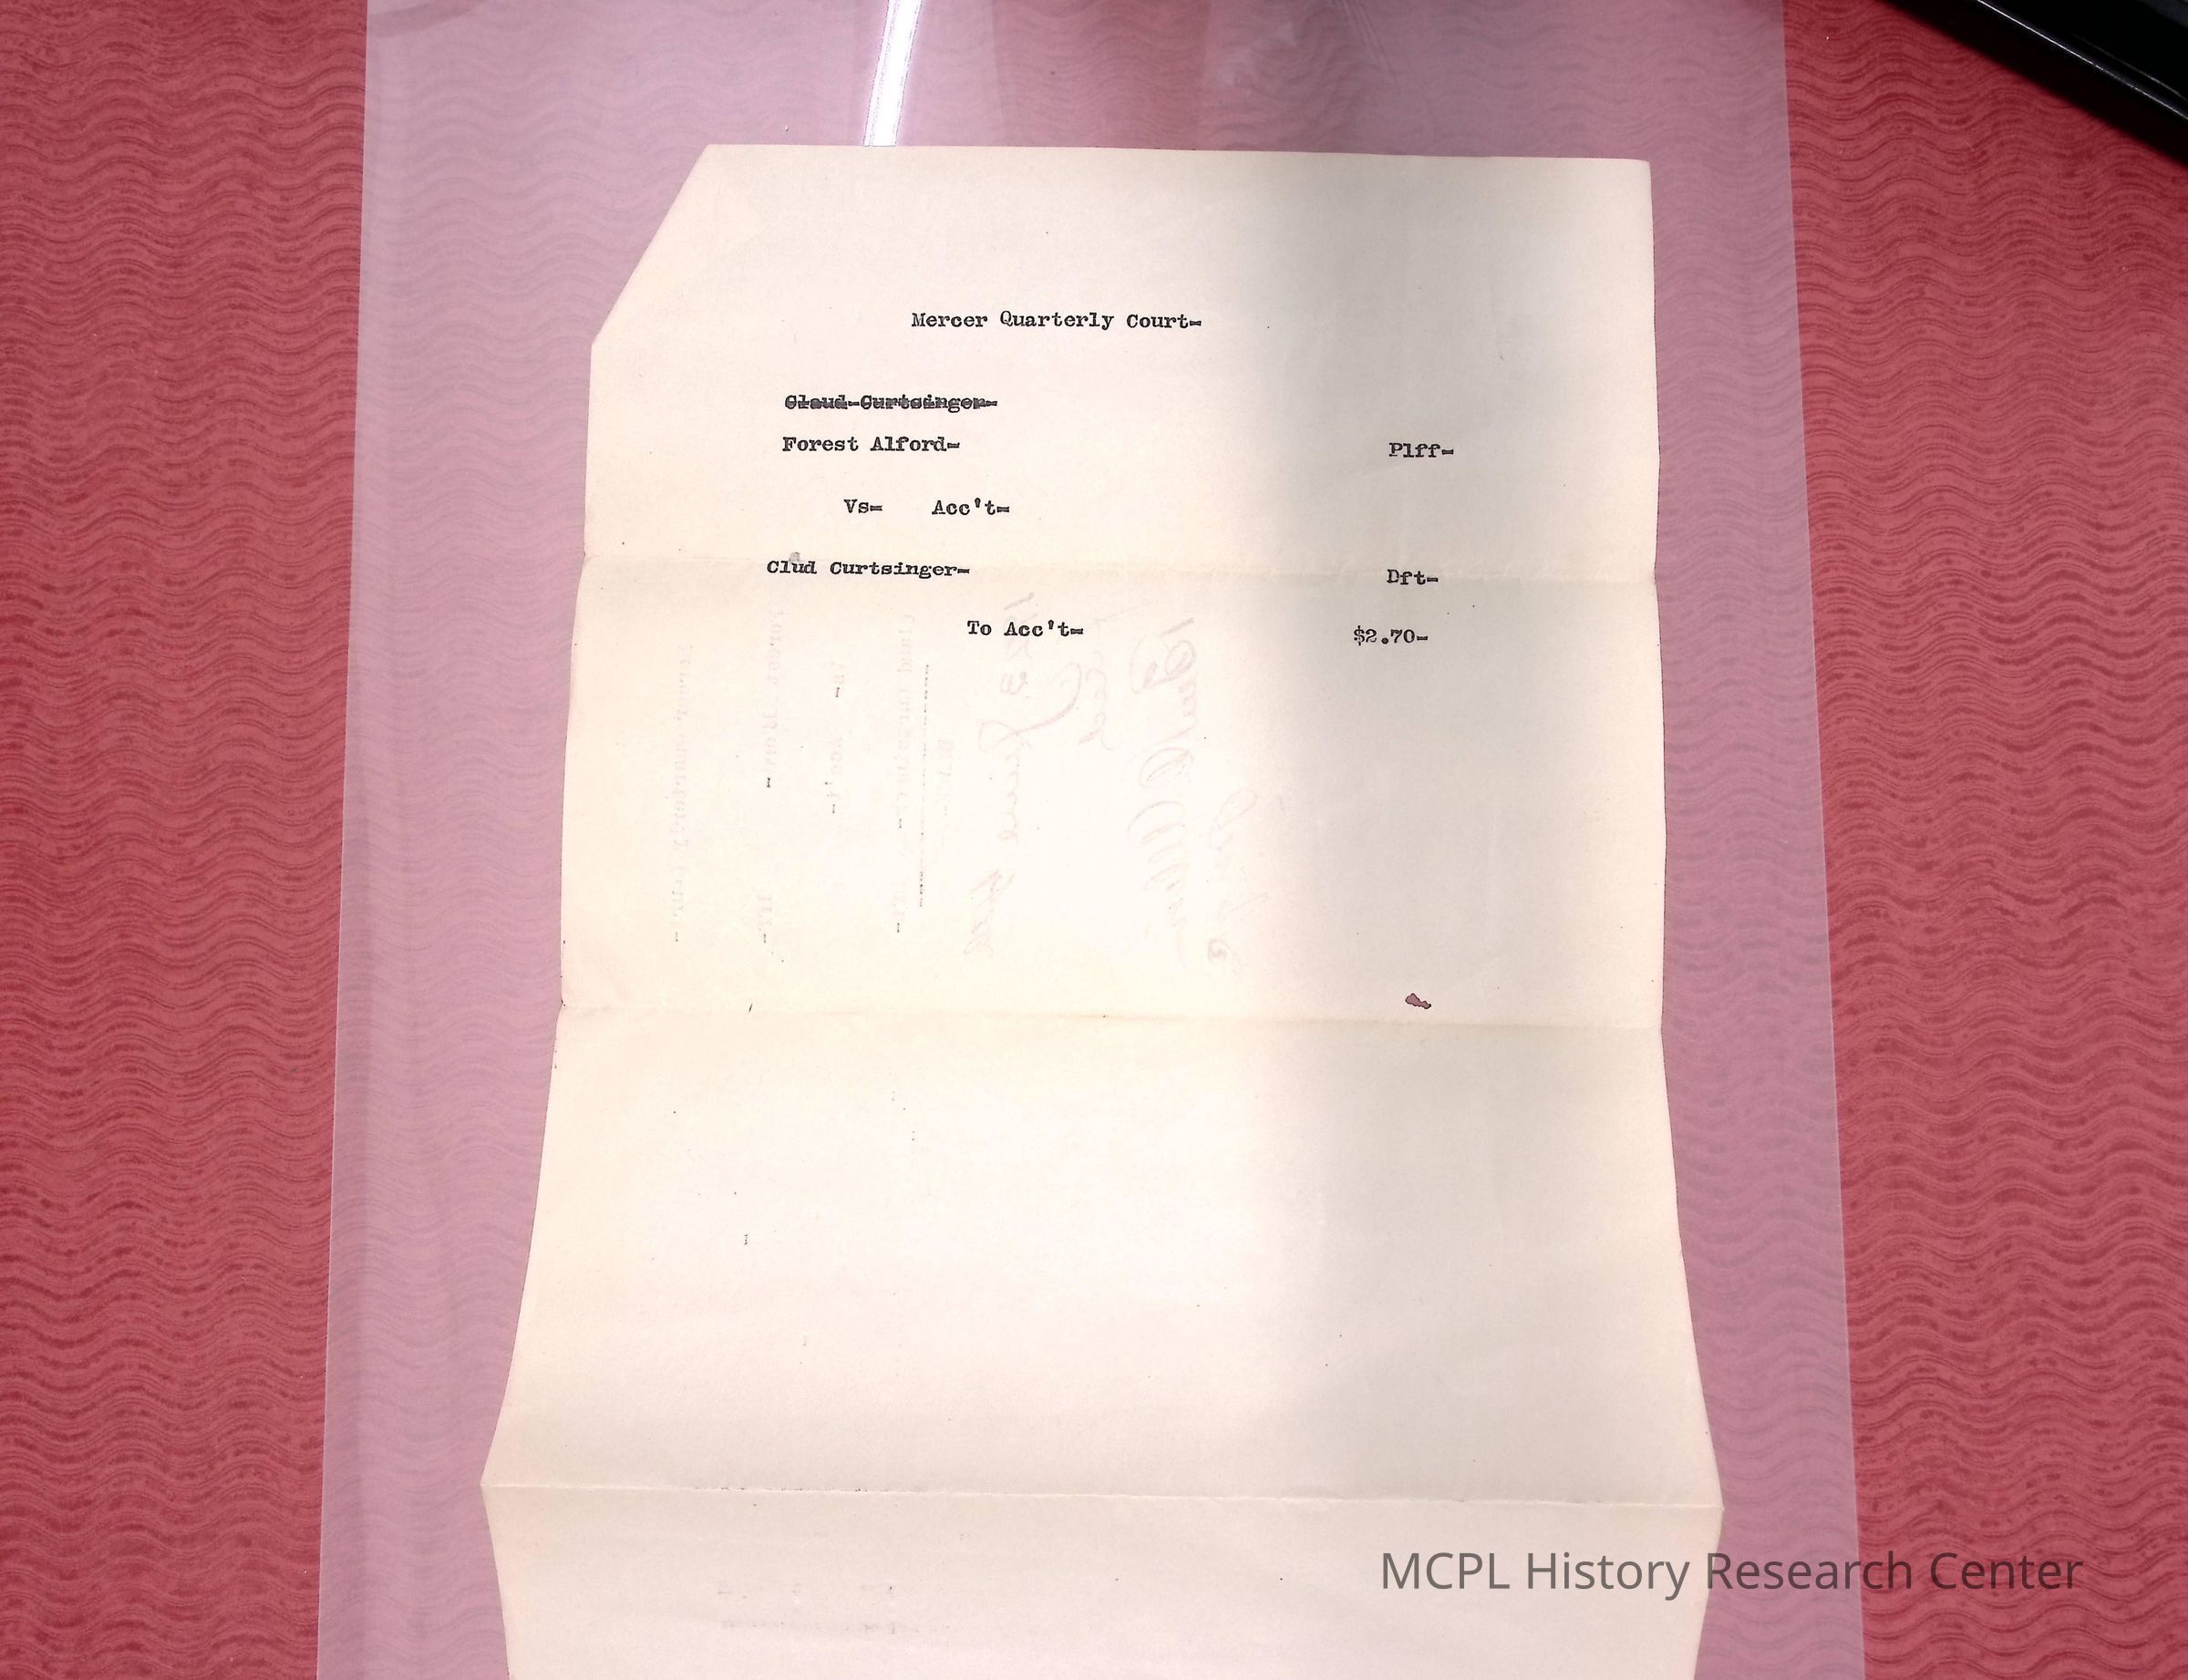 Mercer Quarterly Court-
Claud-Curtsinger-
Forest Alford- Plff-
Vs- Acc't-
Clud Curtsinger- Dft-
To Acc't- $2.70-
MCPL History Research Center